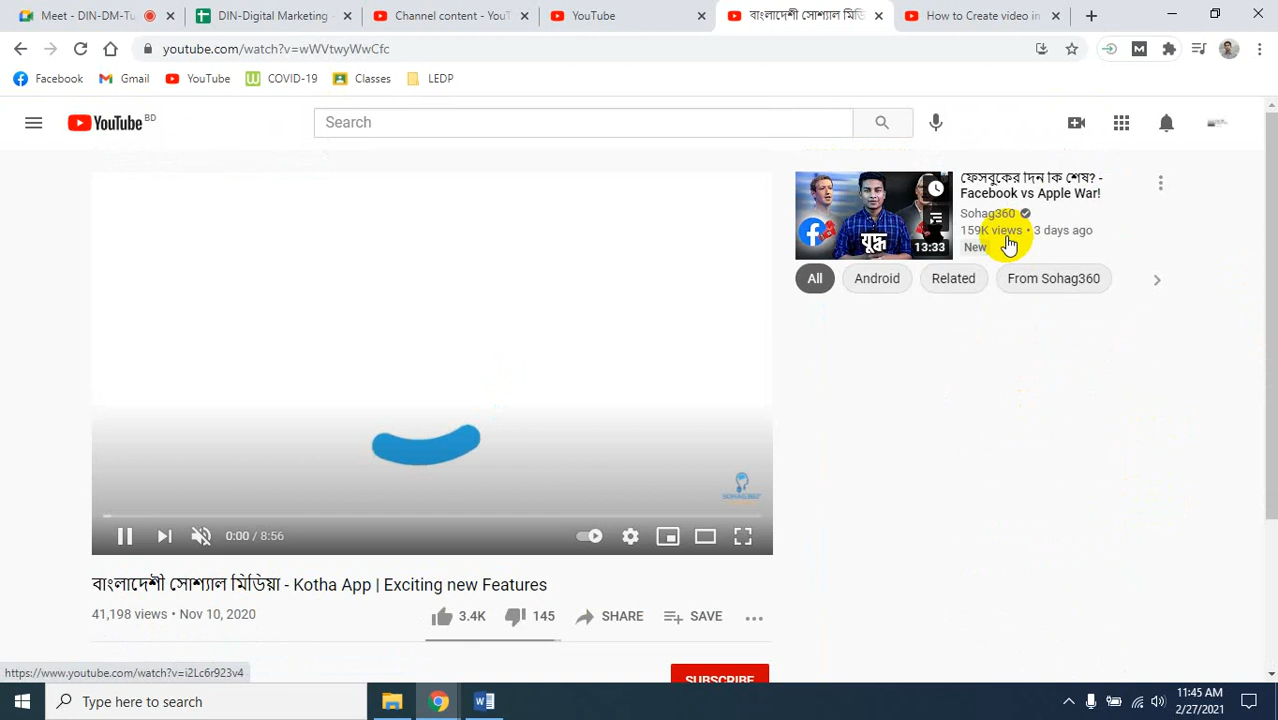 Meet - DIN-DM-Tu
DIN-Digital Marketing -
Channel content - YouT
YouTube
বাংলাদেশী সোশ্যাল মিডি
How to Create video in
youtube.com/watch?v=wWVtwyWwCfc
Facebook
Gmail
YouTube
COVID-19
Classes
LEDP
YouTube BD
Search
ফেসবুকের দিন কি শেষ? -
Facebook vs Apple War!
Sohag360
159K views • 3 days ago
New
যুদ্ধ
13:33
All
Android
Related
From Sohag360
SOHAG360
0:00 / 8:56
বাংলাদেশী সোশ্যাল মিডিয়া - Kotha App | Exciting new Features
41,198 views • Nov 10, 2020
3.4K
145
SHARE
SAVE
https://www.youtube.com/watch?v=i2Lc6r923v4
SUBSCRIBE
Type here to search
11:45 AM
2/27/2021